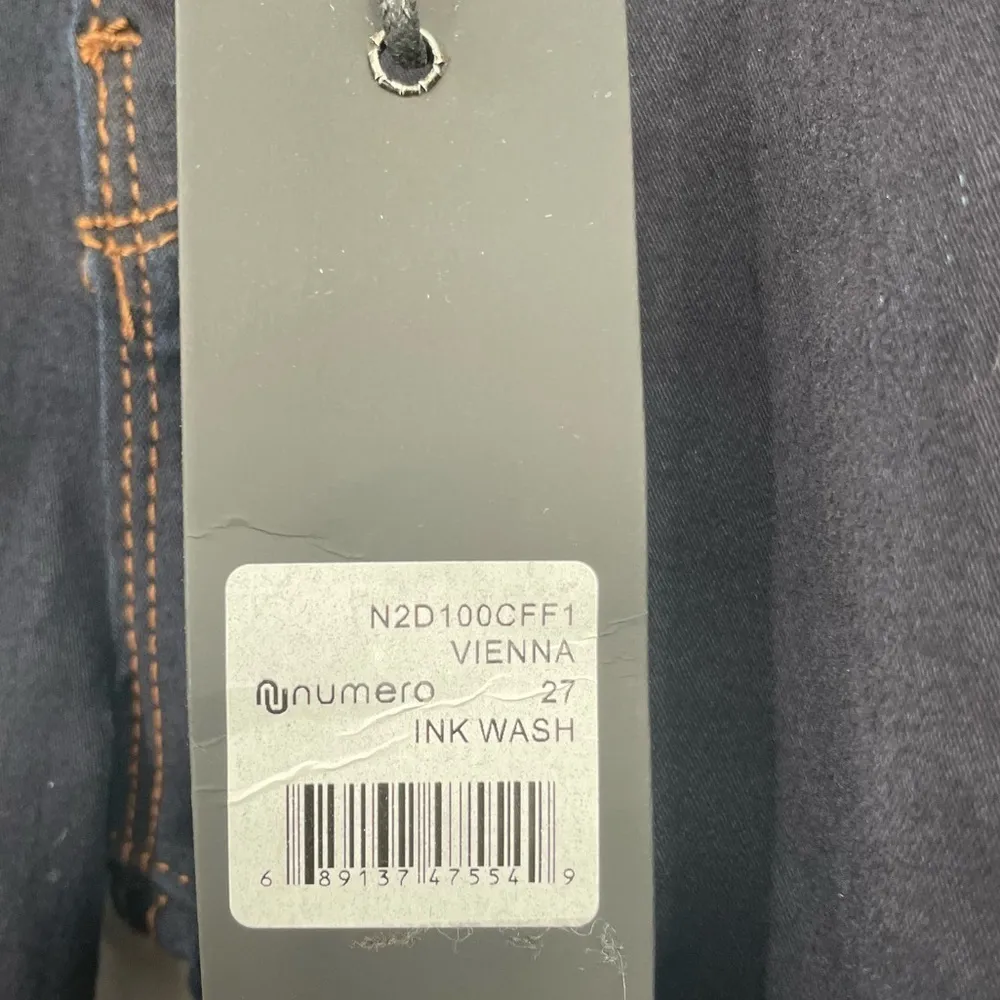 N2D100CFF1
VIENNA
numero 27
INK WASH
6 89137 47554 9